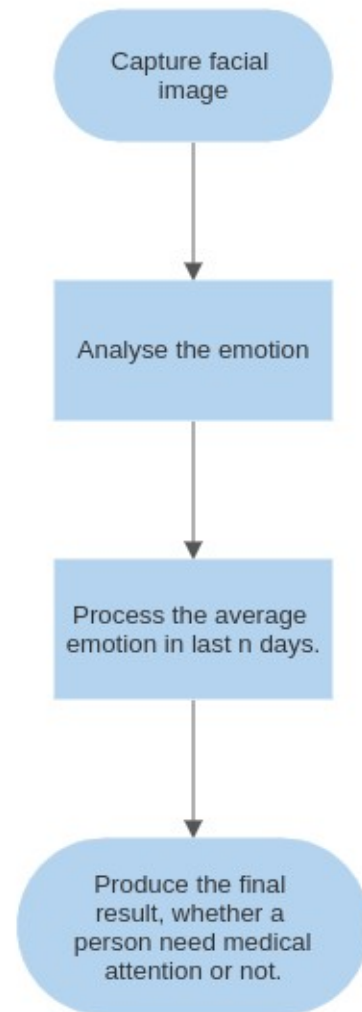 Capture facial
image
Analyse the emotion
Process the average
emotion in last n days.
Produce the final
result, whether a
person need medical
attention or not.